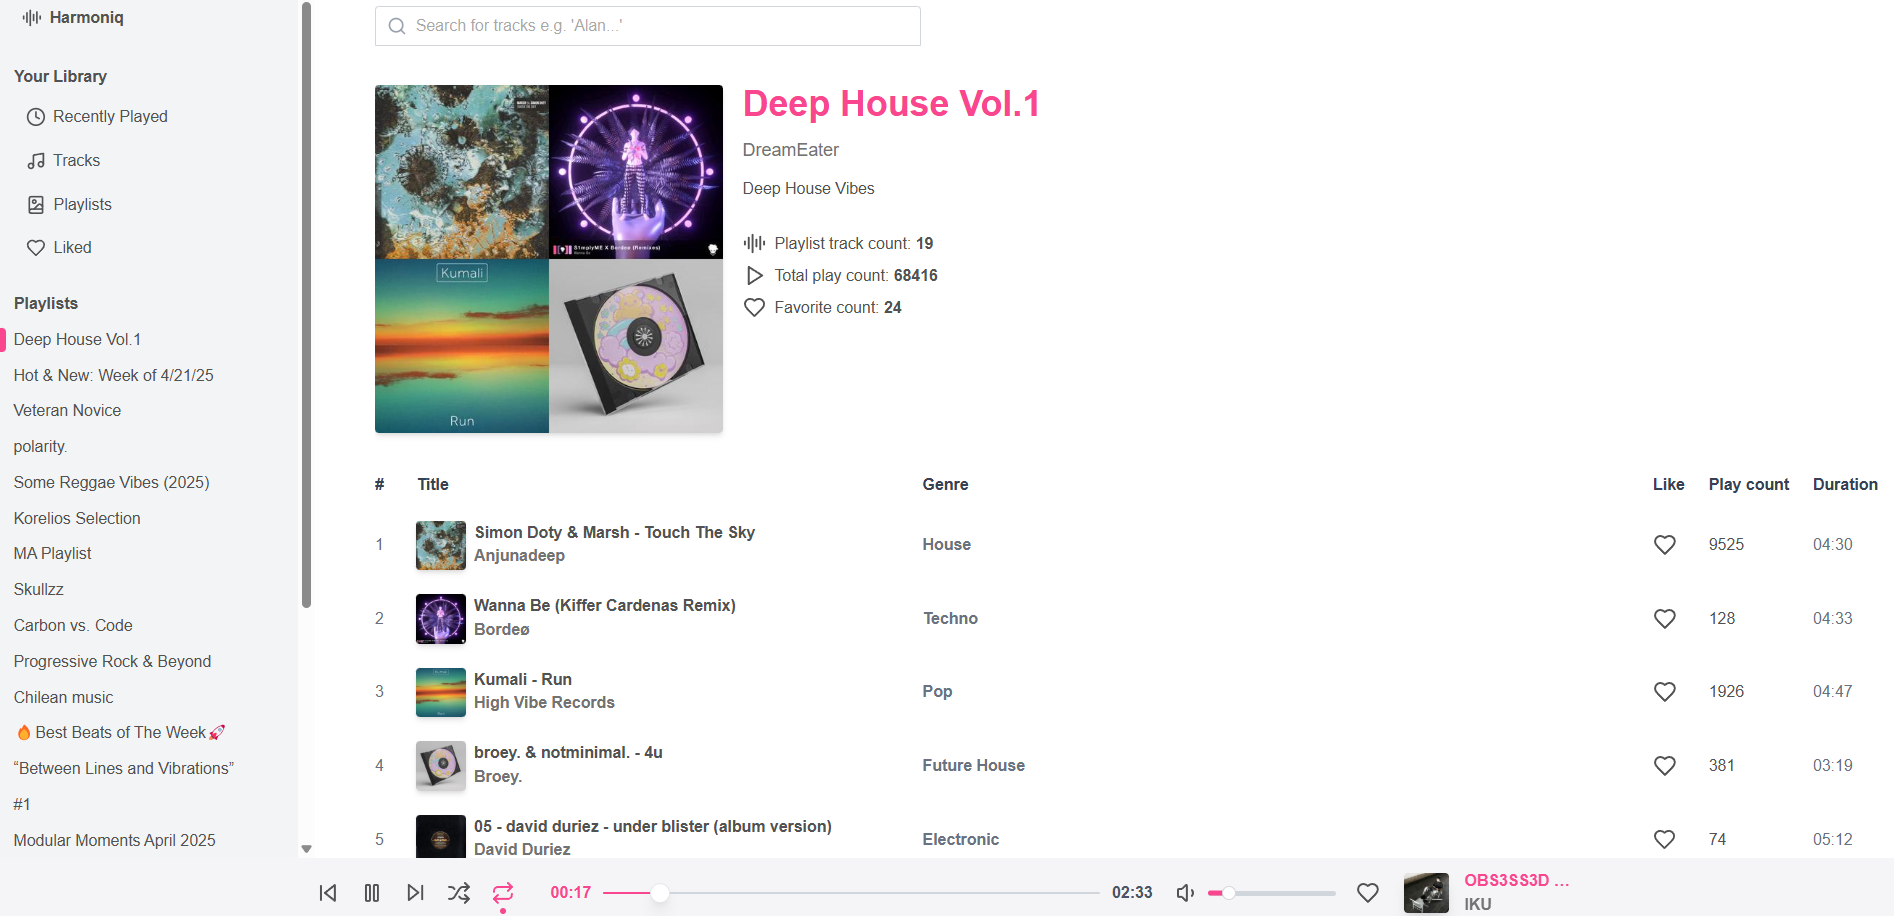 Harmoniq
Search for tracks e.g. 'Alan...'
Your Library
Recently Played
Tracks
Playlists
Liked
Playlists
Deep House Vol.1
Hot & New: Week of 4/21/25
Veteran Novice
polarity.
Some Reggae Vibes (2025)
Korelios Selection
MA Playlist
Skullzz
Carbon vs. Code
Progressive Rock & Beyond
Chilean music
🔥 Best Beats of The Week🚀
“Between Lines and Vibrations”
#1
Modular Moments April 2025
S1mplyME X Bordeø (Remixes)
Wanna Be
Kumali
Run
Deep House Vol.1
DreamEater
Deep House Vibes
Playlist track count: 19
Total play count: 68416
Favorite count: 24
# Title Genre Like Play count Duration
1 Simon Doty & Marsh - Touch The Sky House 9525 04:30
Anjunadeep
2 Wanna Be (Kiffer Cardenas Remix) Techno 128 04:33
Bordeø
3 Kumali - Run Pop 1926 04:47
High Vibe Records
4 broey. & notminimal. - 4u Future House 381 03:19
Broey.
5 05 - david duriez - under blister (album version) Electronic 74 05:12
David Duriez
00:17 02:33
OBS3SS3D ...
IKU